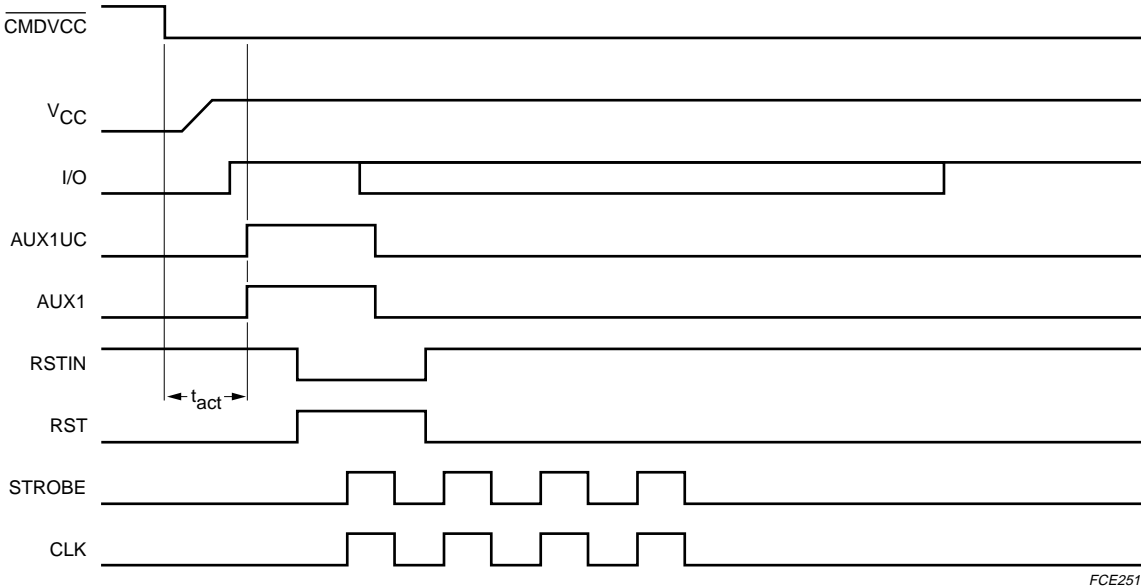 CMDVCC
VCC
I/O
AUX1UC
AUX1
RSTIN
tact
RST
STROBE
CLK
FCE251